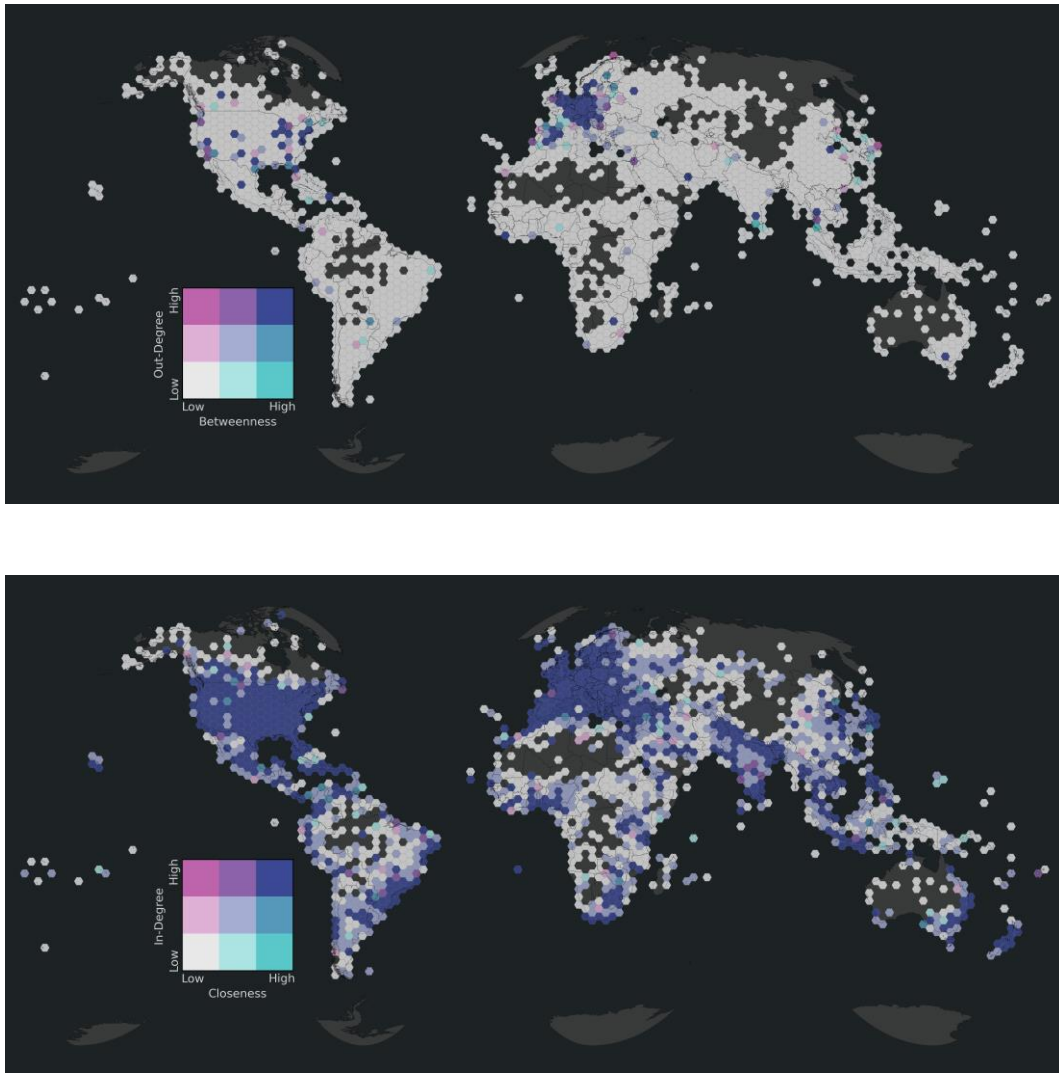 High
Out-Degree
Low
Low
High
Betweenness
High
In-Degree
Low
Low
High
Closeness